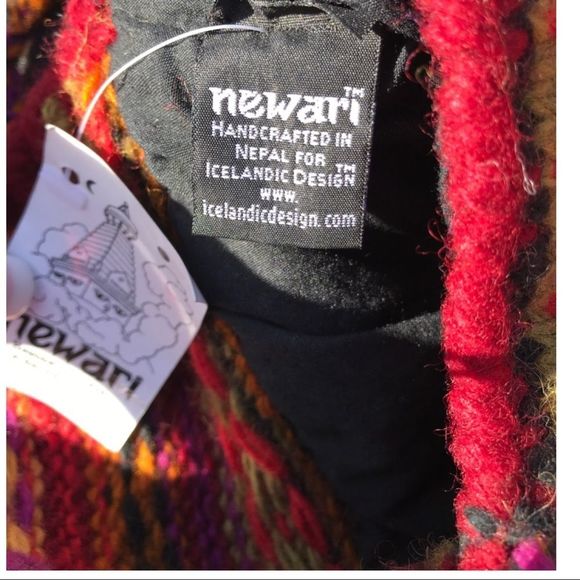 newari™
HANDCRAFTED IN
NEPAL FOR
ICELANDIC DESIGN™
www.
icelandicdesign.com
newari